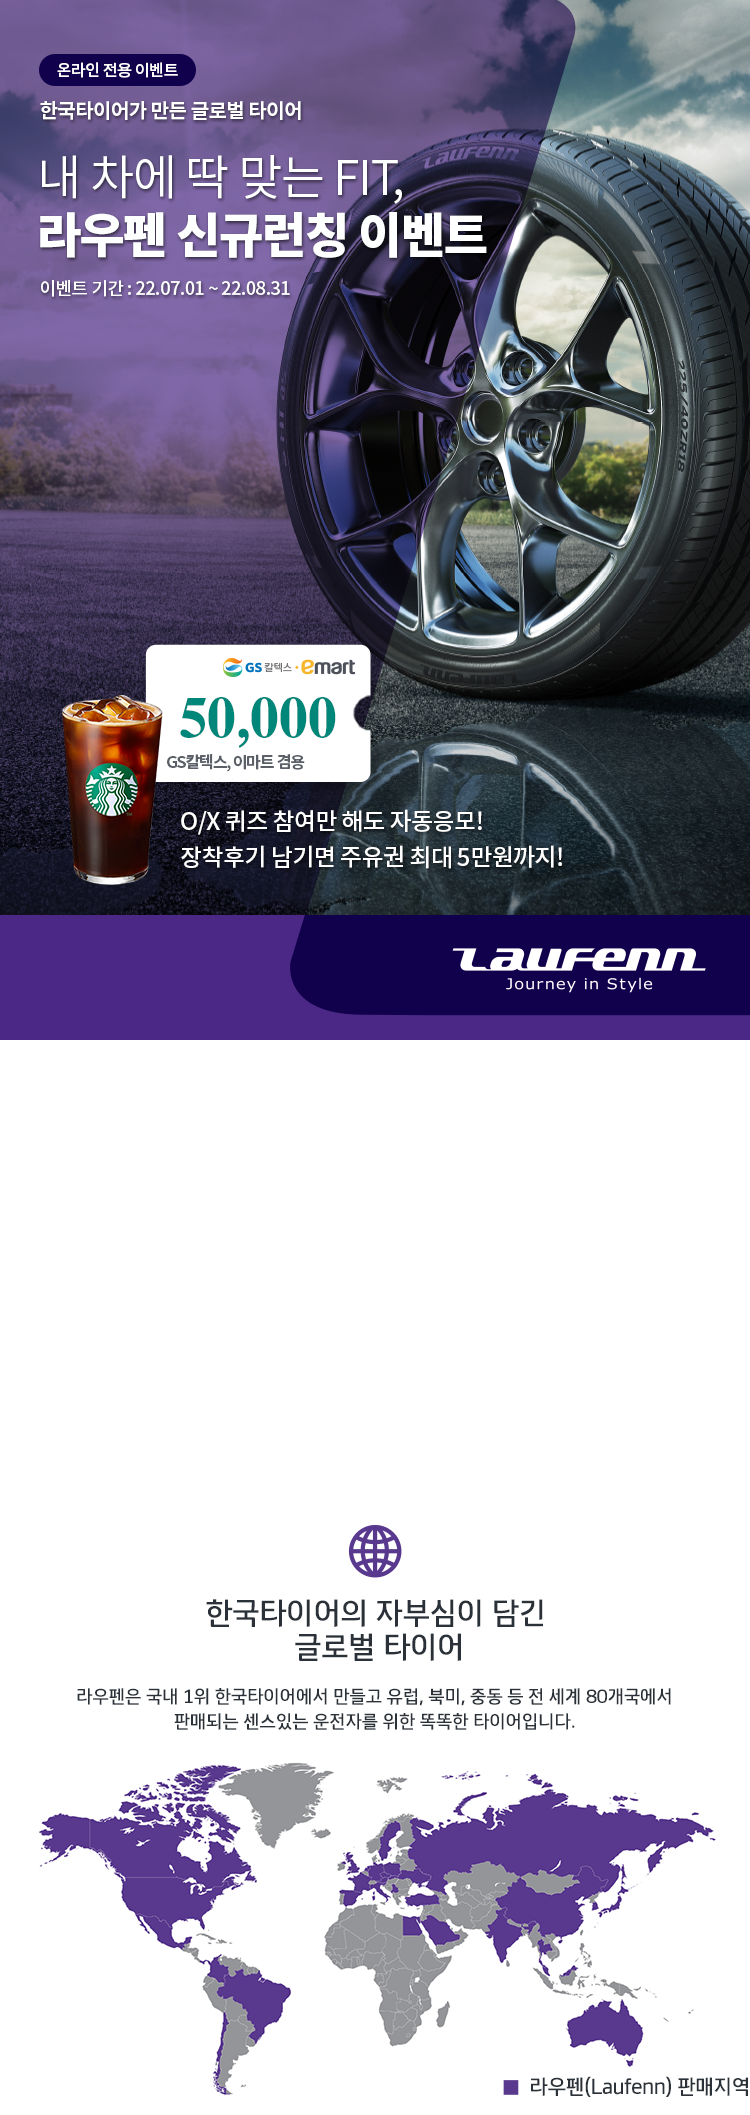 온라인 전용 이벤트
한국타이어가 만든 글로벌 타이어
내 차에 딱 맞는 FIT,
라우펜 신규런칭 이벤트
이벤트 기간 : 22.07.01 ~ 22.08.31
Laufenn
225/40ZR18
GS 칼텍스 + emart
50,000
GS칼텍스, 이마트 겸용
O/X 퀴즈 참여만 해도 자동응모!
장착후기 남기면 주유권 최대 5만원까지!
Laufenn
Journey in Style
한국타이어의 자부심이 담긴
글로벌 타이어
라우펜은 국내 1위 한국타이어에서 만들고 유럽, 북미, 중동 등 전 세계 80개국에서
판매되는 센스있는 운전자를 위한 똑똑한 타이어입니다.
라우펜(Laufenn) 판매지역